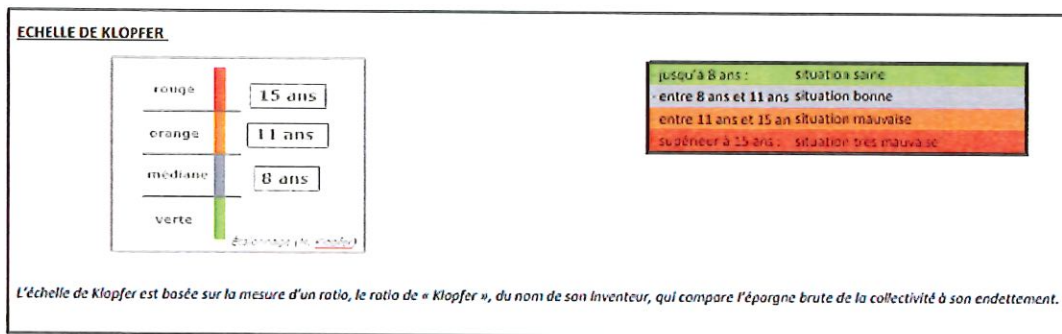 ECHELLE DE KLOPFER
rouge
15 ans
orange
11 ans
médiane
8 ans
verte
Étalonnage (M. Klopfer)
- jusqu'à 8 ans : situation saine
- entre 8 ans et 11 ans situation bonne
entre 11 ans et 15 an situation mauvaise
supérieur à 15 ans : situation très mauvaise
L'échelle de Klopfer est basée sur la mesure d'un ratio, le ratio de « Klopfer », du nom de son inventeur, qui compare l'épargne brute de la collectivité à son endettement.